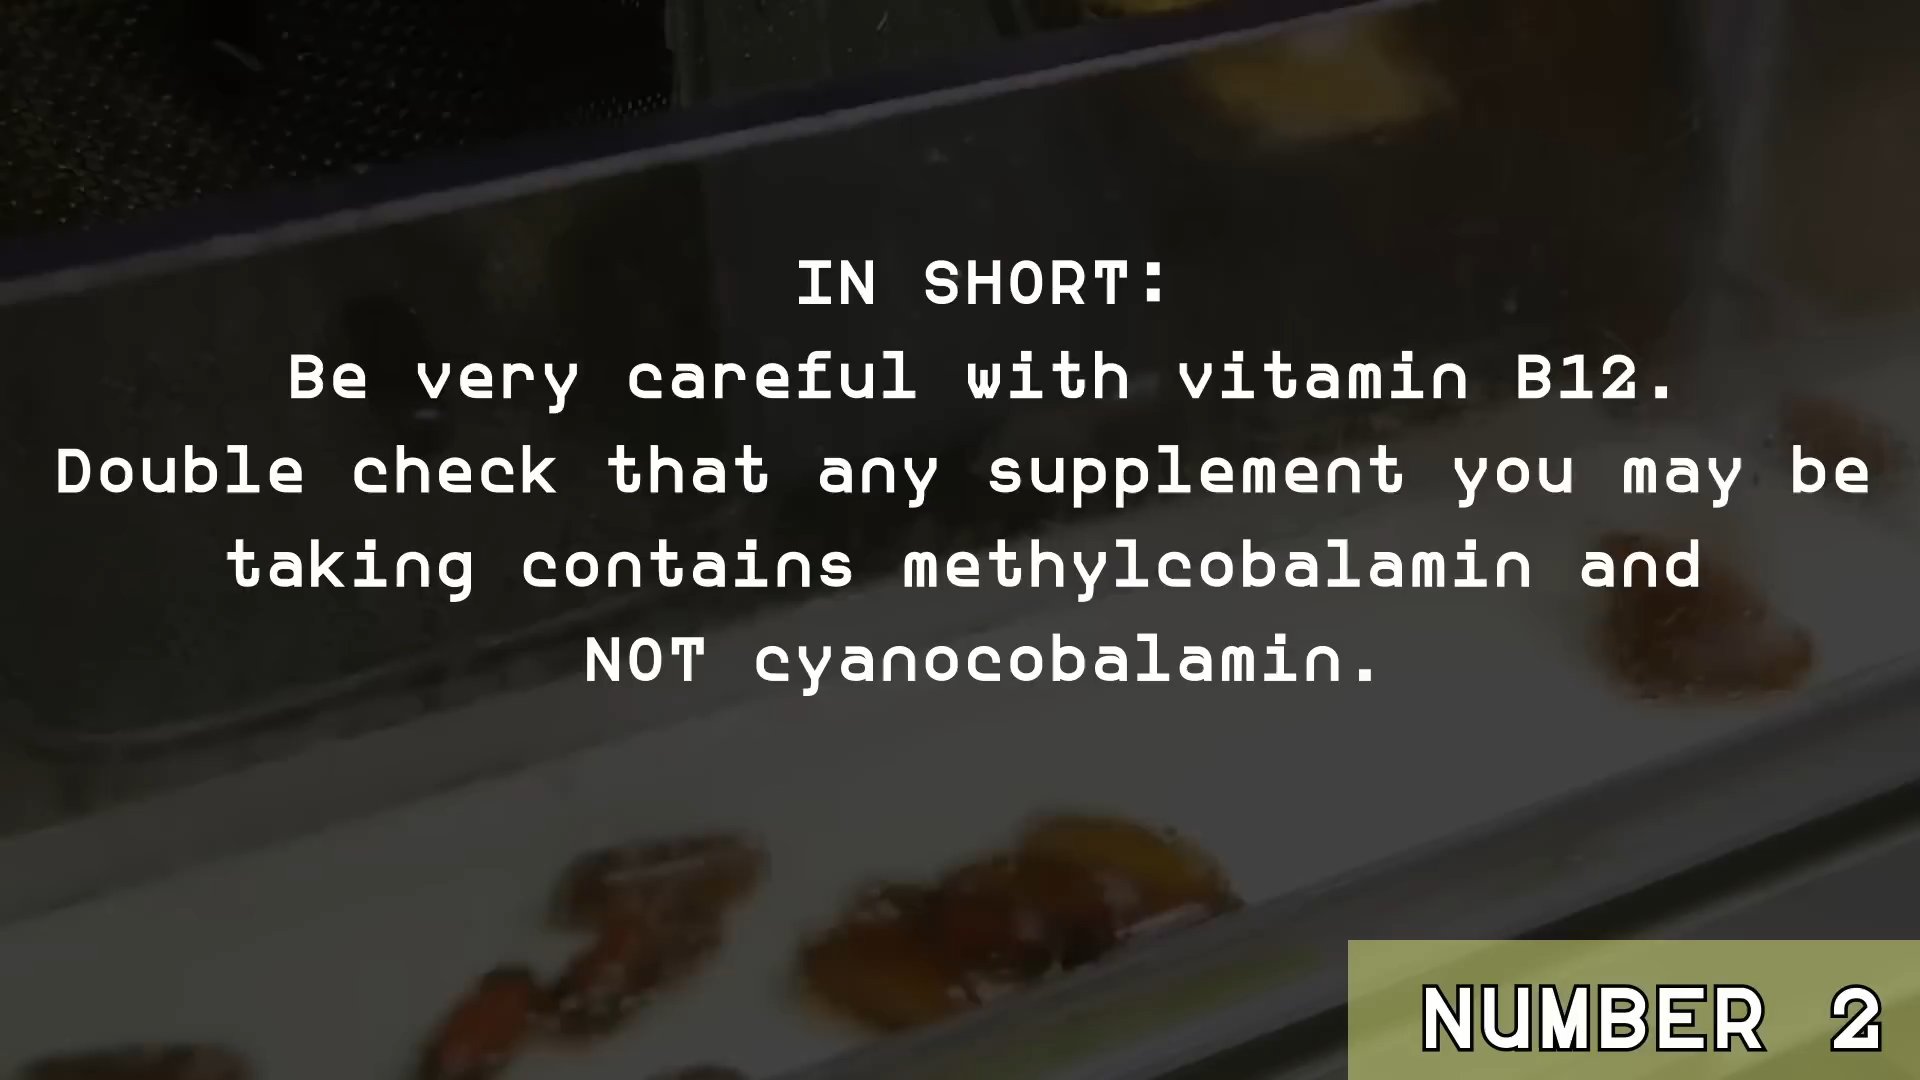 IN SHORT:
Be very careful with vitamin B12.
Double check that any supplement you may be
taking contains methylcobalamin and
NOT cyanocobalamin.
NUMBER 2